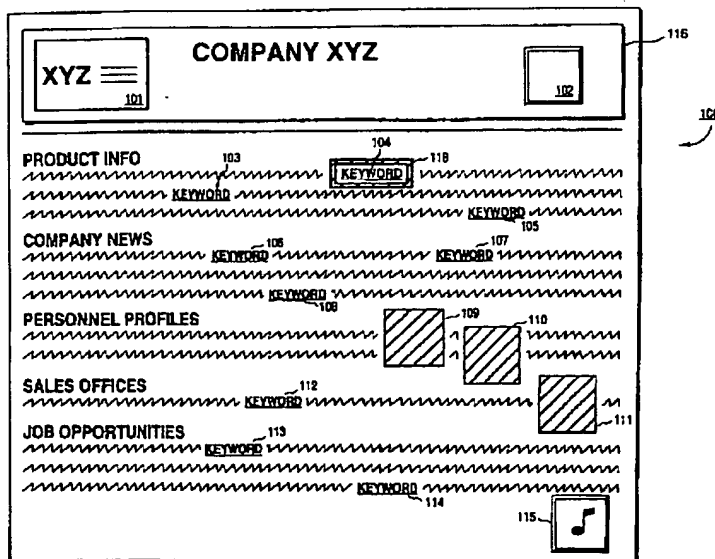 COMPANY XYZ
116
XYZ
101
102
104
PRODUCT INFO
103
KEYWORD
118
KEYWORD
KEYWORD
105
COMPANY NEWS
106
107
KEYWORD
KEYWORD
KEYWORD
108
PERSONNEL PROFILES
109
110
SALES OFFICES
112
KEYWORD
111
JOB OPPORTUNITIES
113
KEYWORD
KEYWORD
114
115